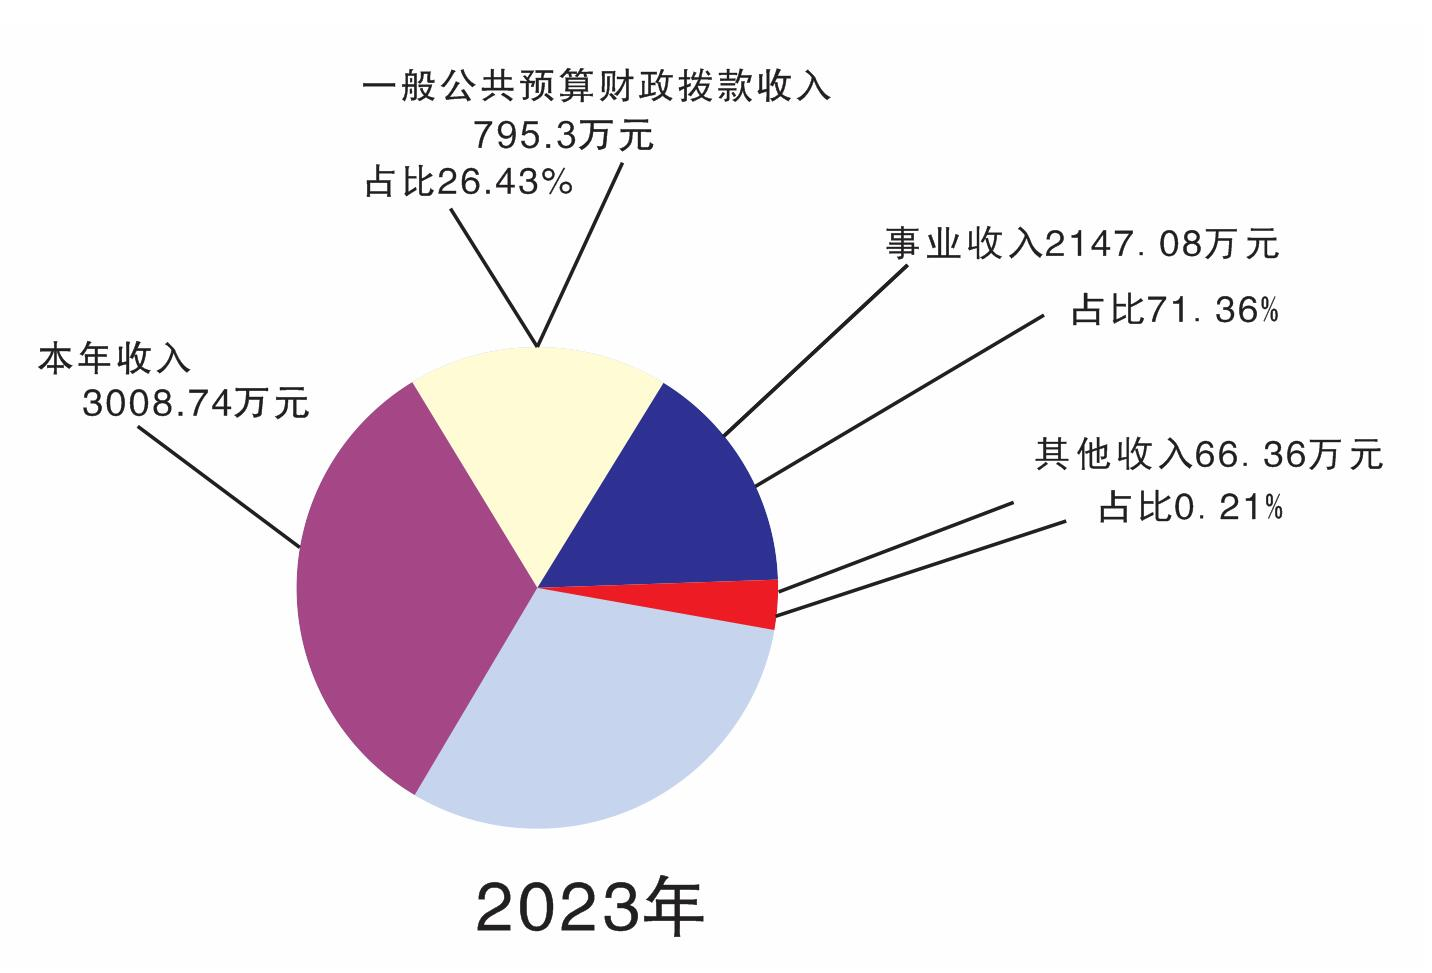 一般公共预算财政拨款收入
795.3万元
占比26.43%
事业收入2147.08万元
占比71.36%
本年收入
3008.74万元
其他收入66.36万元
占比0.21%
2023年